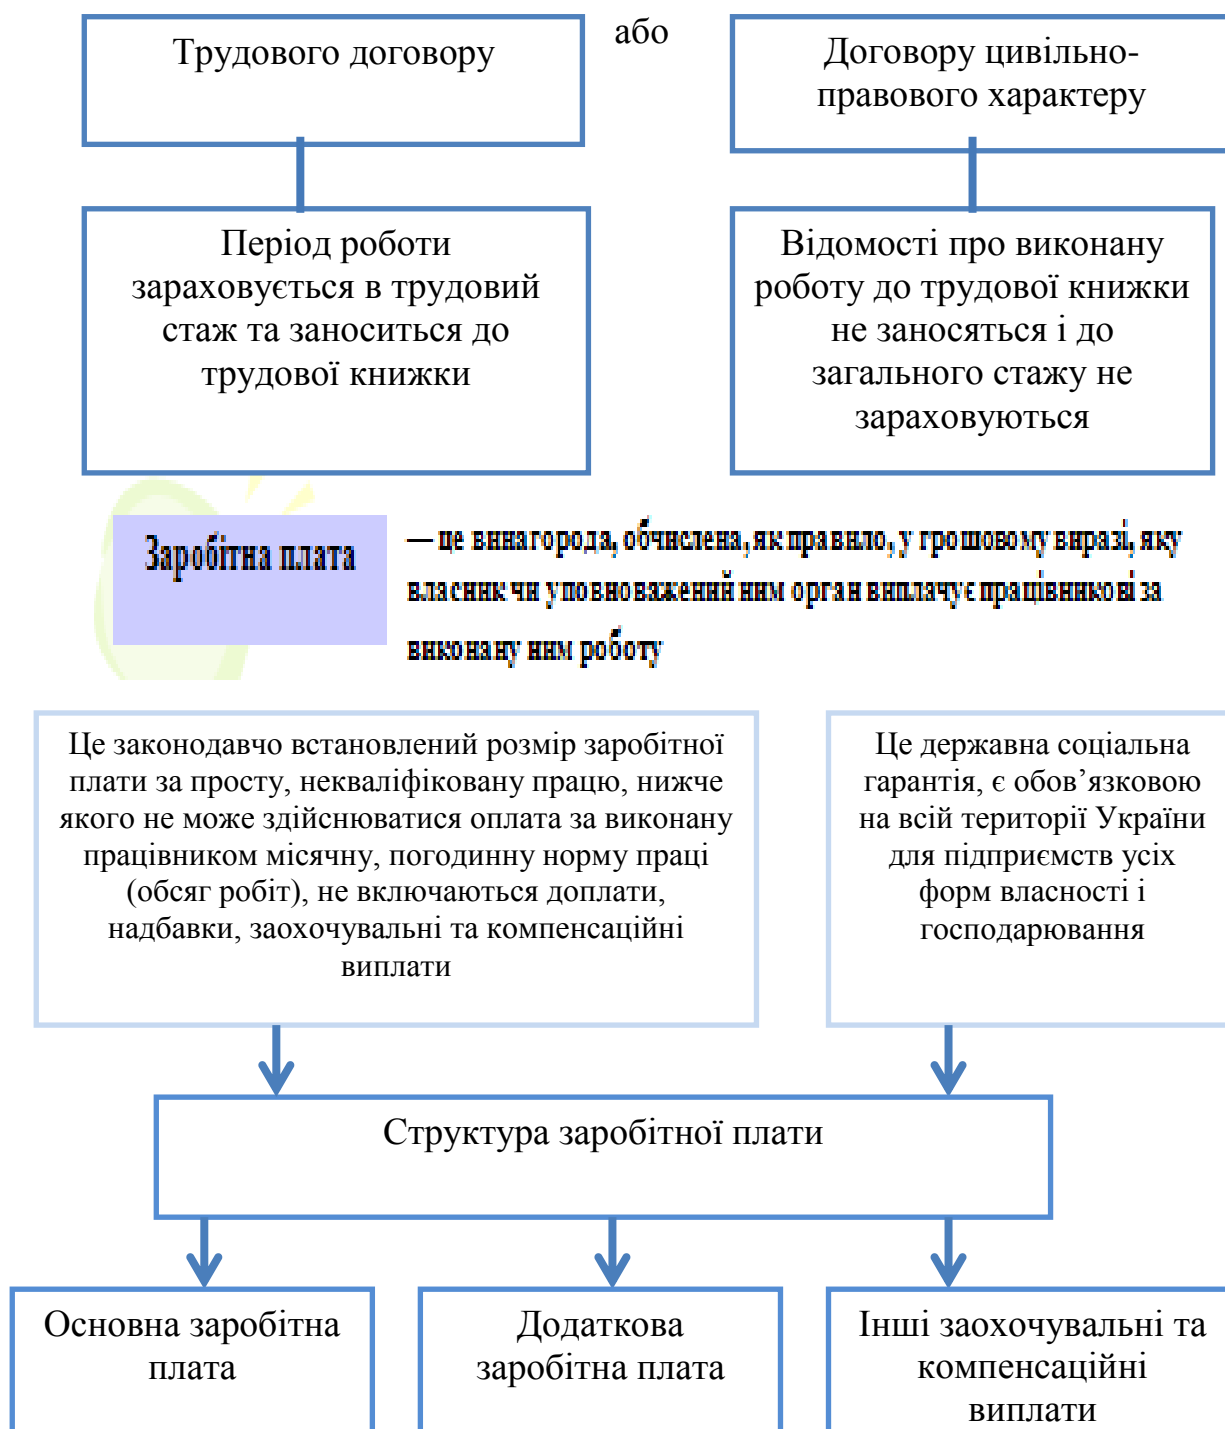 Трудового договору
або
Договору цивільно-
правового характеру
Період роботи
зараховується в трудовий
стаж та заноситься до
трудової книжки
Відомості про виконану
роботу до трудової книжки
не заносяться і до
загального стажу не
зараховуються
Заробітна плата
— це винагорода, обчислена, як правило, у грошовому виразі, яку
власник чи уповноважений ним орган виплачує працівникові за
виконану ним роботу
Це законодавчо встановлений розмір заробітної
плати за просту, некваліфіковану працю, нижче
якого не може здійснюватися оплата за виконану
працівником місячну, погодинну норму праці
(обсяг робіт), не включаються доплати,
надбавки, заохочувальні та компенсаційні
виплати
Це державна соціальна
гарантія, є обов’язковою
на всій території України
для підприємств усіх
форм власності і
господарювання
Структура заробітної плати
Основна заробітна
плата
Додаткова
заробітна плата
Інші заохочувальні та
компенсаційні
виплати